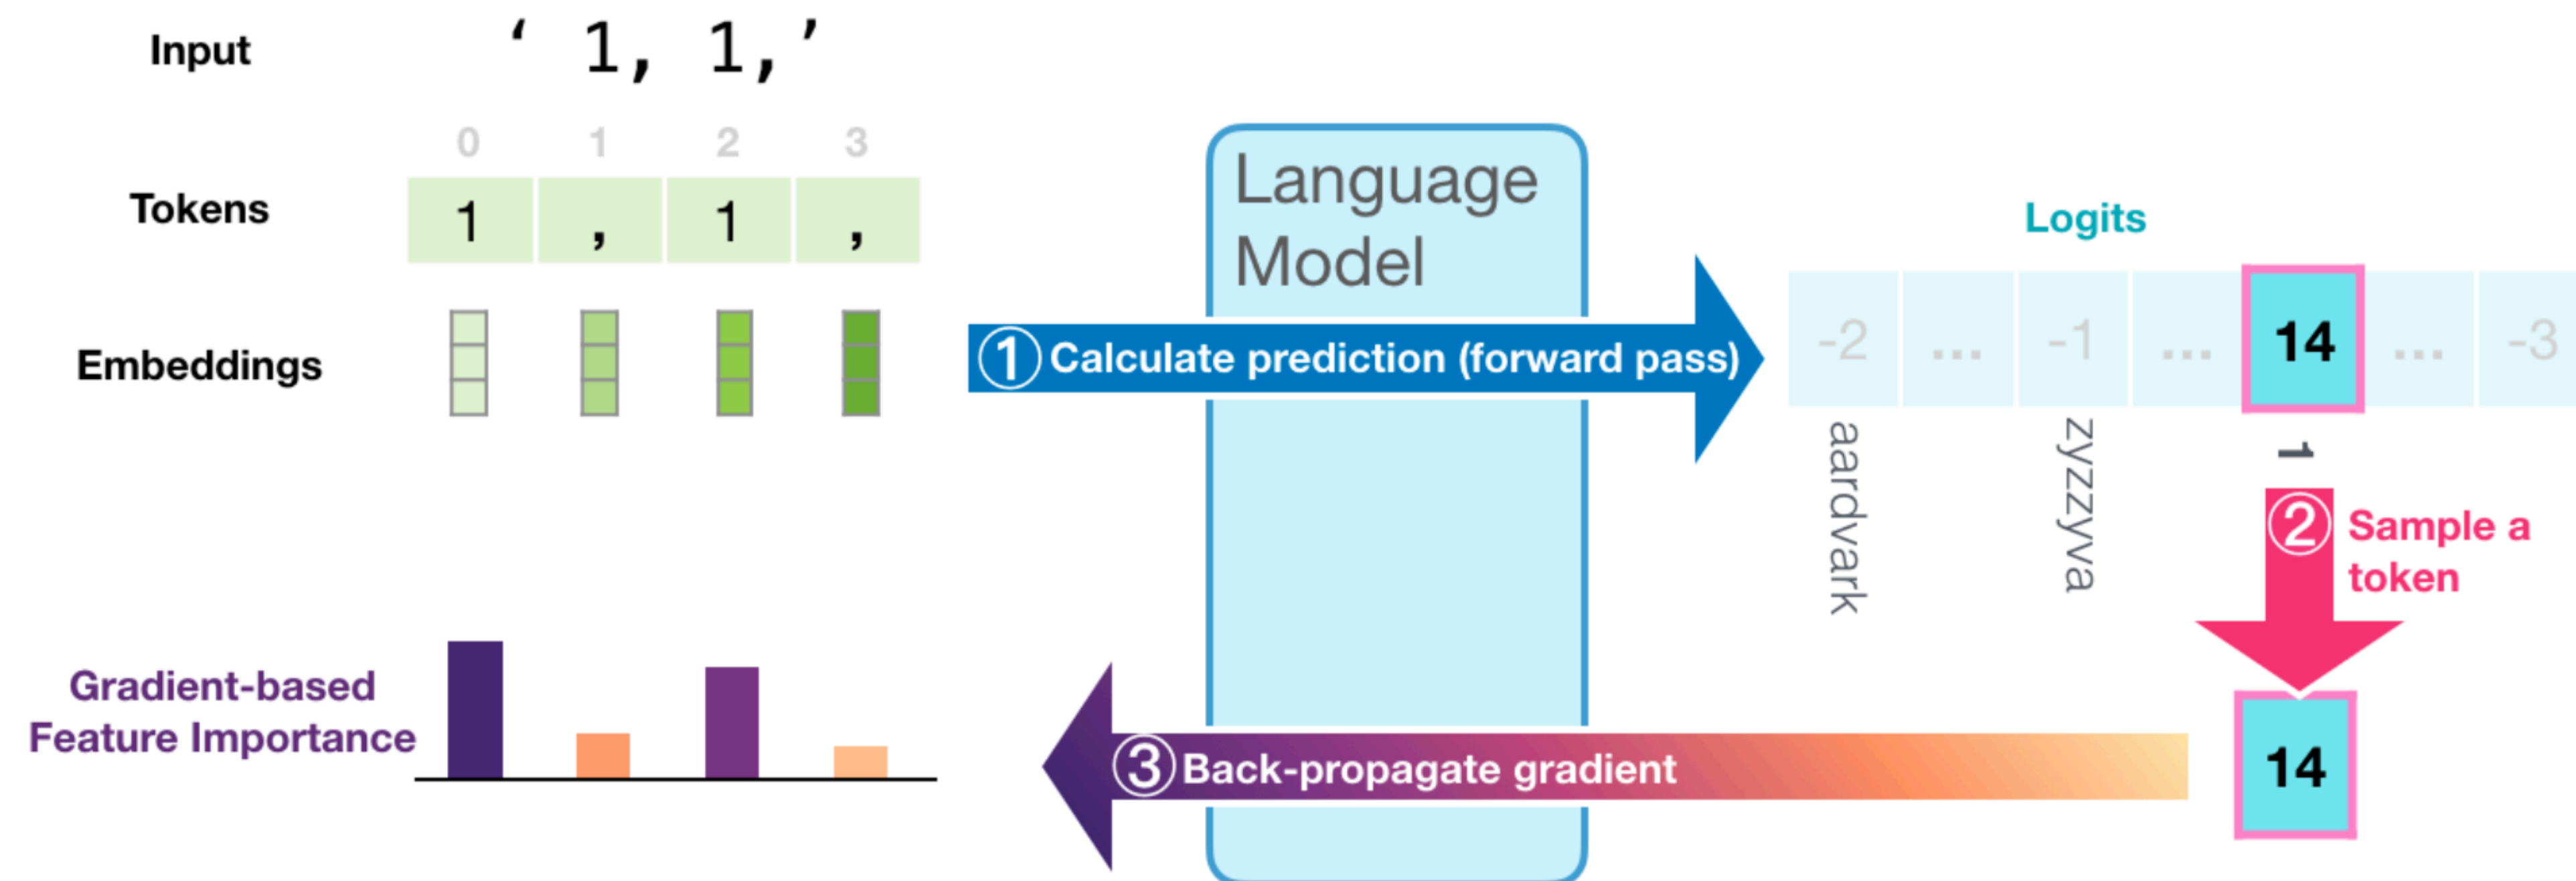 Input
‘ 1, 1,’
0 1 2 3
Tokens
1 , 1 ,
Embeddings
Language
Model
① Calculate prediction (forward pass)
Logits
-2 ... -1 ... 14 ... -3
aardvark
zyzzyva
1
② Sample a
token
14
③ Back-propagate gradient
Gradient-based
Feature Importance